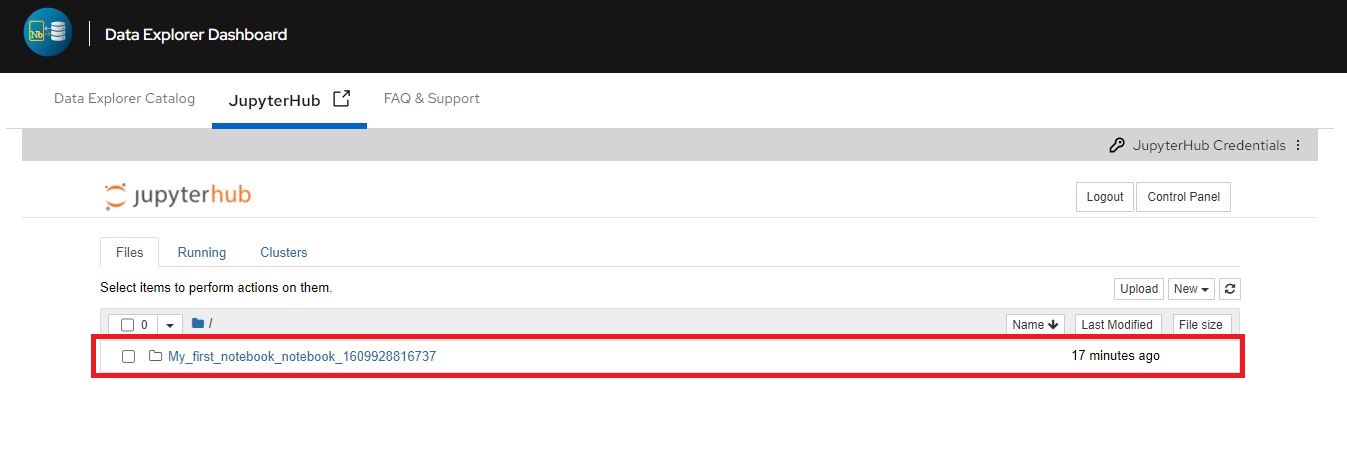 Nb
Data Explorer Dashboard
Data Explorer Catalog JupyterHub FAQ & Support
JupyterHub Credentials
jupyterhub Logout Control Panel
Files Running Clusters
Select items to perform actions on them. Upload New
0 / Name Last Modified File size
My_first_notebook_notebook_1609928816737 17 minutes ago